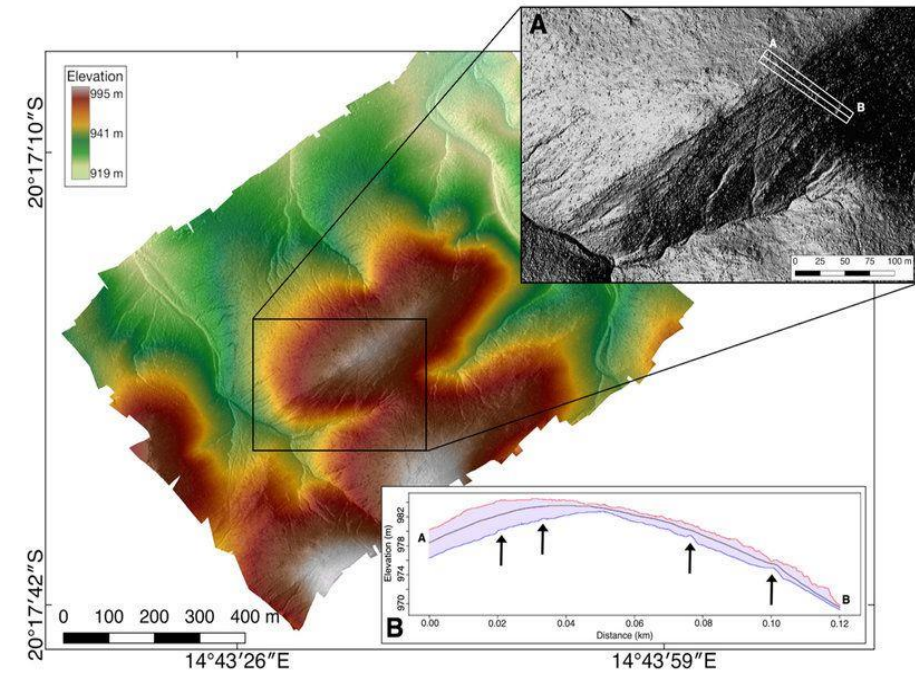 A
Elevation
995 m
941 m
919 m
20°17′10″S
A
B
0 25 50 75 100 m
Elevation (m)
982
978
974
970
A
B
0.00 0.02 0.04 0.06 0.08 0.10 0.12
Distance (km)
B
20°17′42″S
0 100 200 300 400 m
14°43′26″E
14°43′59″E